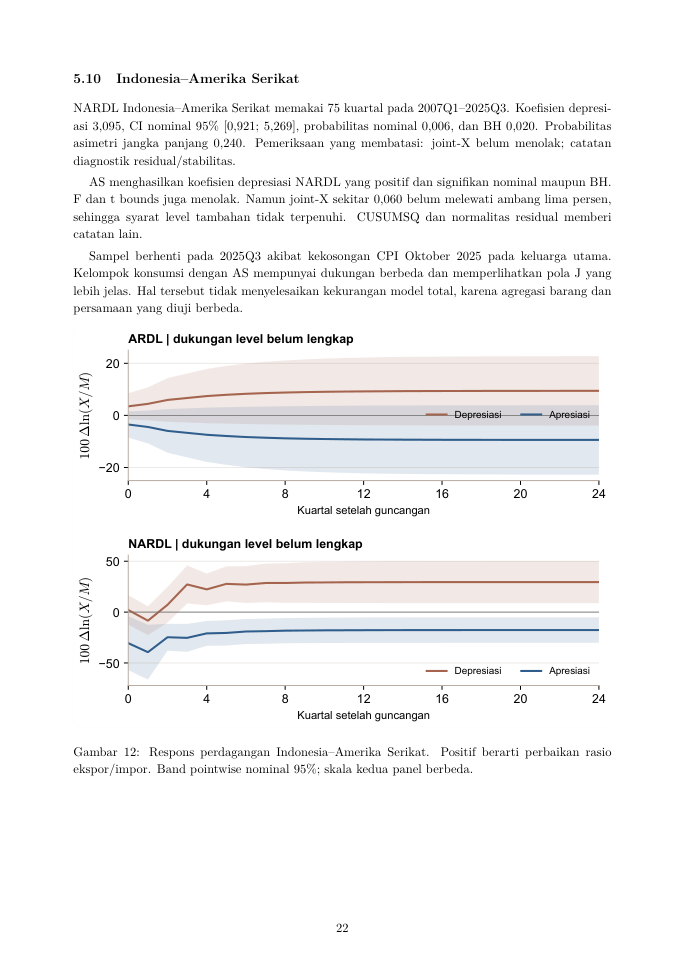 5.10 Indonesia–Amerika Serikat
NARDL Indonesia–Amerika Serikat memakai 75 kuartal pada 2007Q1–2025Q3. Koefisien depresi-
asi 3,095, CI nominal 95% [0,921; 5,269], probabilitas nominal 0,006, dan BH 0,020. Probabilitas
asimetri jangka panjang 0,240. Pemeriksaan yang membatasi: joint-X belum menolak; catatan
diagnostik residual/stabilitas.
AS menghasilkan koefisien depresiasi NARDL yang positif dan signifikan nominal maupun BH.
F dan t bounds juga menolak. Namun joint-X sekitar 0,060 belum melewati ambang lima persen,
sehingga syarat level tambahan tidak terpenuhi. CUSUMSQ dan normalitas residual memberi
catatan lain.
Sampel berhenti pada 2025Q3 akibat kekosongan CPI Oktober 2025 pada keluarga utama.
Kelompok konsumsi dengan AS mempunyai dukungan berbeda dan memperlihatkan pola J yang
lebih jelas. Hal tersebut tidak menyelesaikan kekurangan model total, karena agregasi barang dan
persamaan yang diuji berbeda.
ARDL | dukungan level belum lengkap
100 Δln(X/M)
20
0
−20
Depresiasi Apresiasi
0 4 8 12 16 20 24
Kuartal setelah guncangan
NARDL | dukungan level belum lengkap
100 Δln(X/M)
50
0
−50
Depresiasi Apresiasi
0 4 8 12 16 20 24
Kuartal setelah guncangan
Gambar 12: Respons perdagangan Indonesia–Amerika Serikat. Positif berarti perbaikan rasio
ekspor/impor. Band pointwise nominal 95%; skala kedua panel berbeda.
22